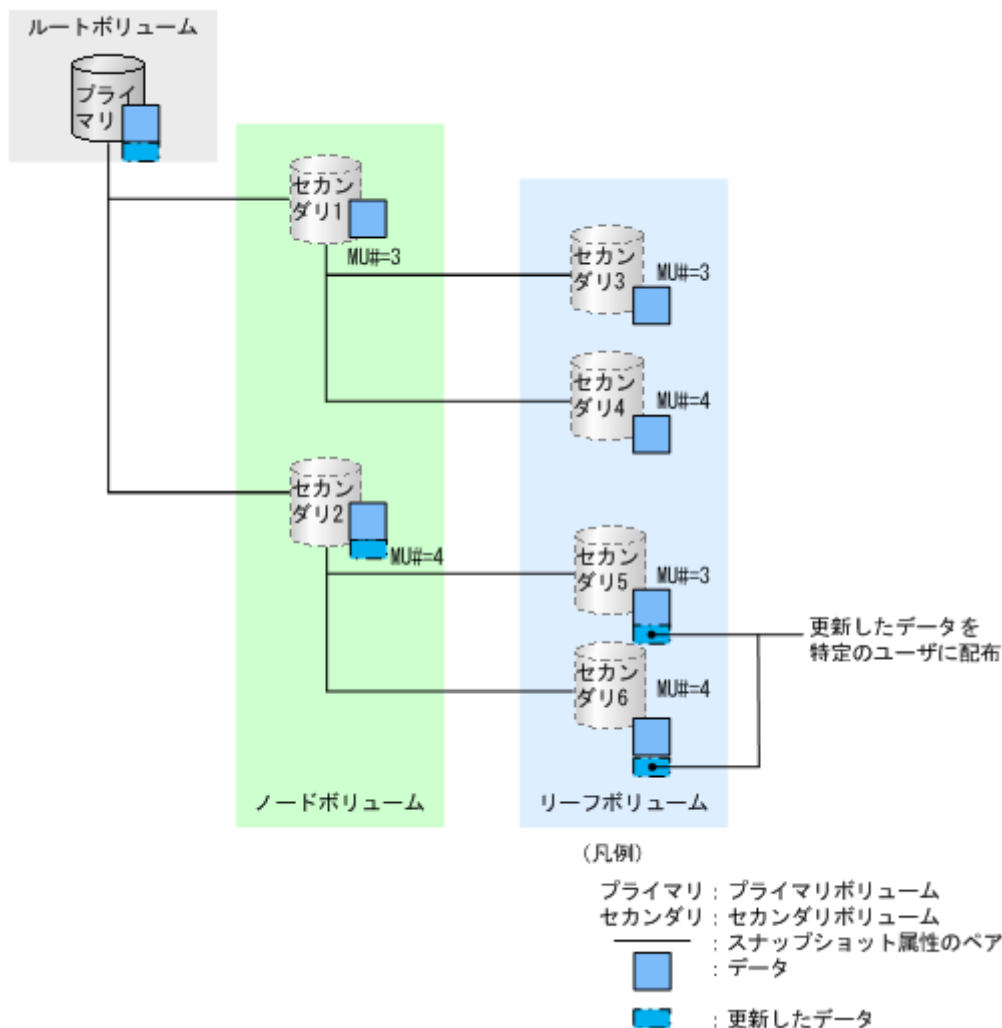 ルートボリューム
プライ
マリ
セカン
ダリ1
MU#=3
セカン
ダリ3
MU#=3
セカン
ダリ4
MU#=4
セカン
ダリ2
MU#=4
セカン
ダリ5
MU#=3
更新したデータを
特定のユーザに配布
セカン
ダリ6
MU#=4
ノードボリューム
リーフボリューム
(凡例)
プライマリ : プライマリボリューム
セカンダリ : セカンダリボリューム
: スナップショット属性のペア
: データ
: 更新したデータ